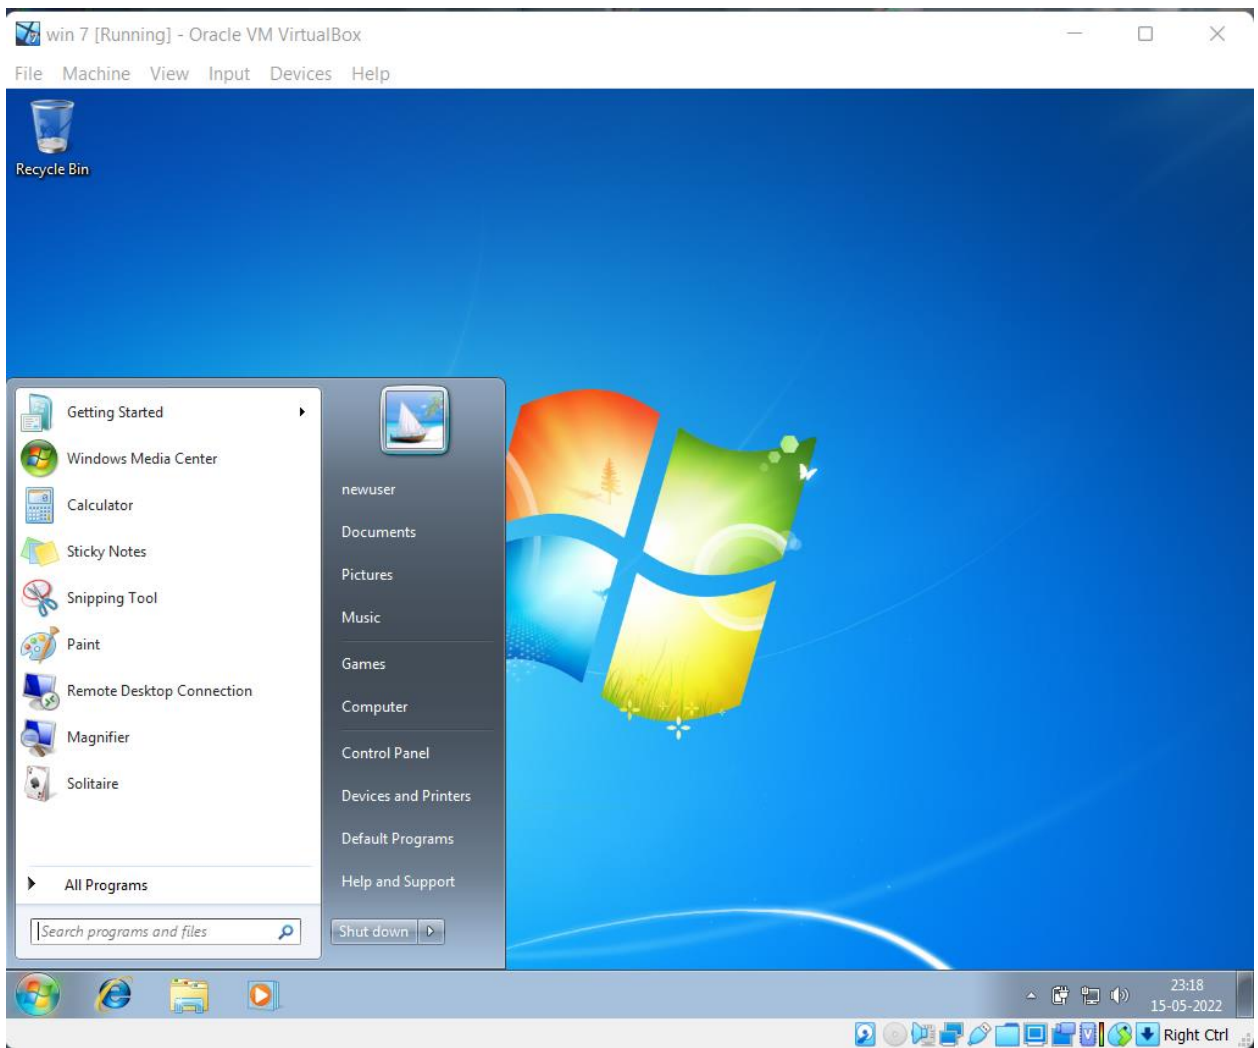 win 7 [Running] - Oracle VM VirtualBox
File Machine View Input Devices Help
Recycle Bin
Getting Started
Windows Media Center
Calculator
Sticky Notes
Snipping Tool
Paint
Remote Desktop Connection
Magnifier
Solitaire
All Programs
Search programs and files
newuser
Documents
Pictures
Music
Games
Computer
Control Panel
Devices and Printers
Default Programs
Help and Support
Shut down
23:18
15-05-2022
Right Ctrl